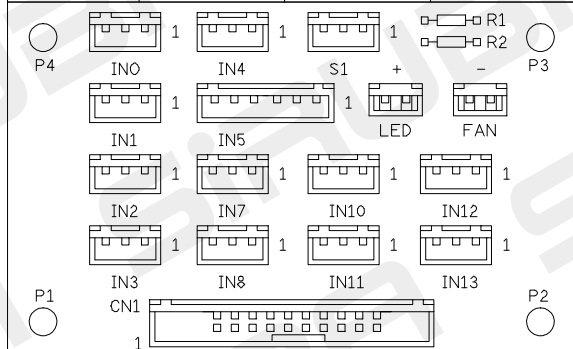 1 1 1 R1
R2
P4 IN0 IN4 S1 + - P3
1 1
LED FAN
IN1 IN5
1 1 1 1
IN2 IN7 IN10 IN12
1 1 1 1
IN3 IN8 IN11 IN13
P1 CN1 P2
1
SIRUBA